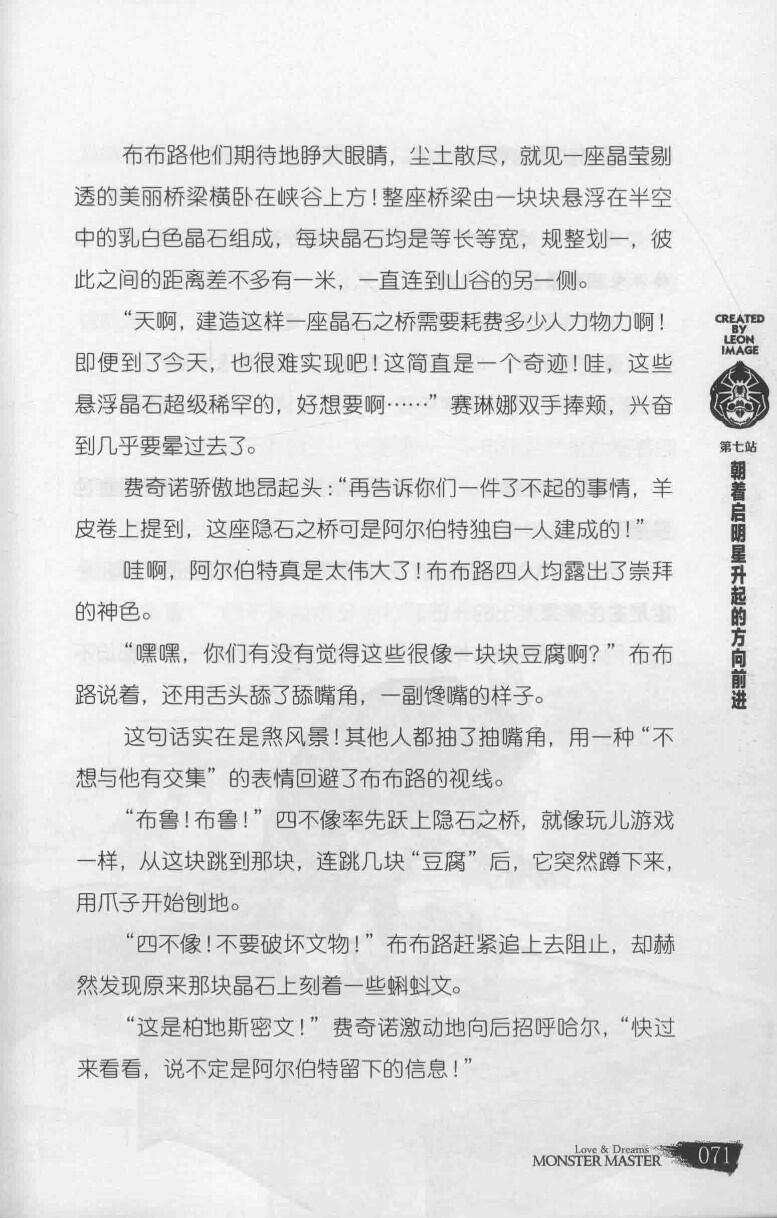 布布路他们期待地睁大眼睛，尘土散尽，就见一座晶莹剔
透的美丽桥梁横卧在峡谷上方！整座桥梁由一块块悬浮在半空
中的乳白色晶石组成，每块晶石均是等长等宽，规整划一，彼
此之间的距离差不多有一米，一直连到山谷的另一侧。
“天啊，建造这样一座晶石之桥需要耗费多少人力物力啊！
即便到了今天，也很难实现吧！这简直是一个奇迹！哇，这些
悬浮晶石超级稀罕的，好想要啊……”赛琳娜双手捧颊，兴奋
到几乎要晕过去了。
费奇诺骄傲地昂起头：“再告诉你们一件了不起的事情，羊
皮卷上提到，这座隐石之桥可是阿尔伯特独自一人建成的！”
哇啊，阿尔伯特真是太伟大了！布布路四人均露出了崇拜
的神色。
“嘿嘿，你们有没有觉得这些很像一块块豆腐啊？”布布
路说着，还用舌头舔了舔嘴角，一副馋嘴的样子。
这句话实在是煞风景！其他人都抽了抽嘴角，用一种“不
想与他有交集”的表情回避了布布路的视线。
“布鲁！布鲁！”四不像率先跃上隐石之桥，就像玩儿游戏
一样，从这块跳到那块，连跳几块“豆腐”后，它突然蹲下来，
用爪子开始刨地。
“四不像！不要破坏文物！”布布路赶紧追上去阻止，却赫
然发现原来那块晶石上刻着一些蝌蚪文。
“这是柏地斯密文！”费奇诺激动地向后招呼哈尔，“快过
来看看，说不定是阿尔伯特留下的信息！”
CREATED
BY
LEON
IMAGE
第七站
朝着启明星升起的方向前进
Love & Dreams
MONSTER MASTER
071